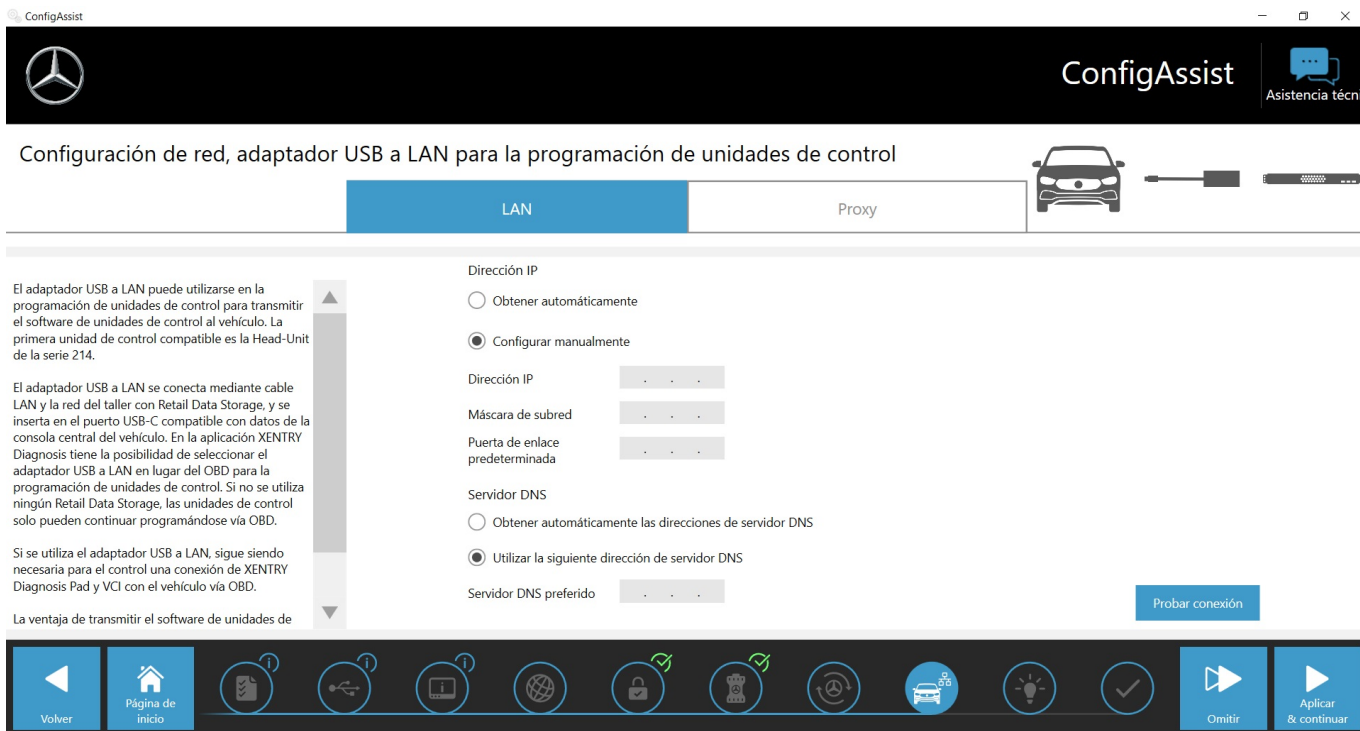 ConfigAssist
ConfigAssist
Asistencia técni
Configuración de red, adaptador USB a LAN para la programación de unidades de control
LAN
Proxy
El adaptador USB a LAN puede utilizarse en la
programación de unidades de control para transmitir
el software de unidades de control al vehículo. La
primera unidad de control compatible es la Head-Unit
de la serie 214.
El adaptador USB a LAN se conecta mediante cable
LAN y la red del taller con Retail Data Storage, y se
inserta en el puerto USB-C compatible con datos de la
consola central del vehículo. En la aplicación XENTRY
Diagnosis tiene la posibilidad de seleccionar el
adaptador USB a LAN en lugar del OBD para la
programación de unidades de control. Si no se utiliza
ningún Retail Data Storage, las unidades de control
solo pueden continuar programándose vía OBD.
Si se utiliza el adaptador USB a LAN, sigue siendo
necesaria para el control una conexión de XENTRY
Diagnosis Pad y VCI con el vehículo vía OBD.
La ventaja de transmitir el software de unidades de
Dirección IP
Obtener automáticamente
Configurar manualmente
Dirección IP . . .
Máscara de subred . . .
Puerta de enlace
predeterminada . . .
Servidor DNS
Obtener automáticamente las direcciones de servidor DNS
Utilizar la siguiente dirección de servidor DNS
Servidor DNS preferido . . .
Probar conexión
Volver
Página de
inicio
Omitir
Aplicar
& continuar